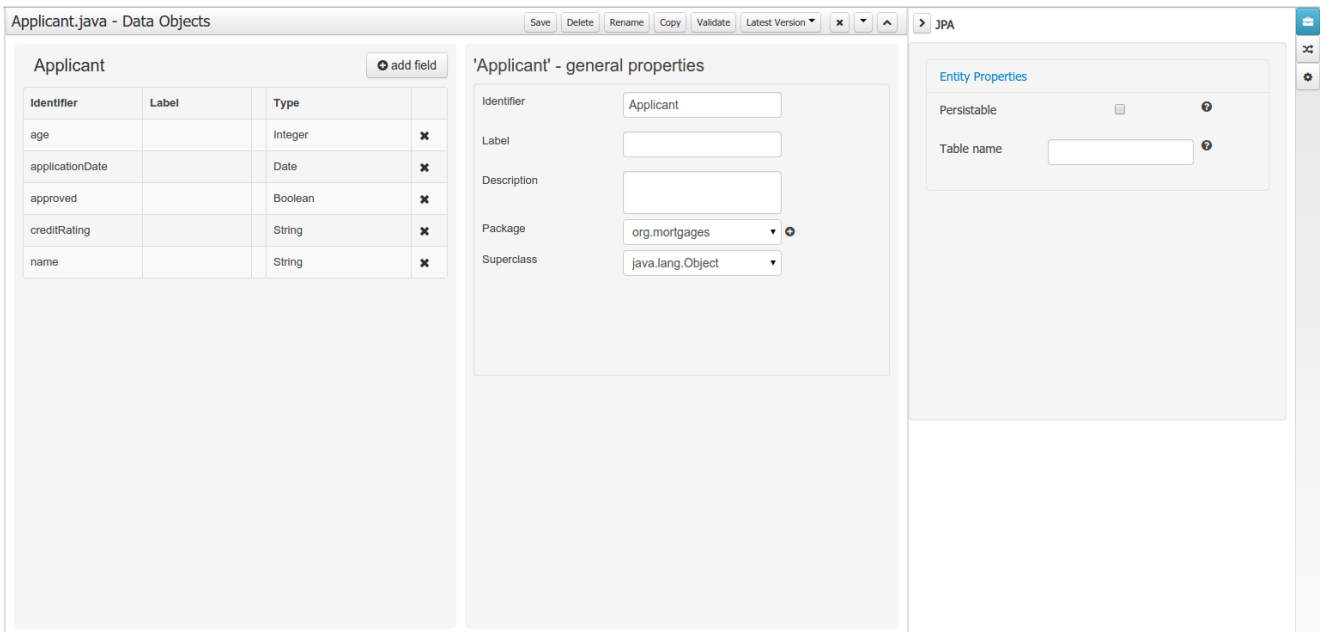 Applicant.java - Data Objects
Save Delete Rename Copy Validate Latest Version
Applicant
add field
Identifier Label Type
age Integer
applicationDate Date
approved Boolean
creditRating String
name String
'Applicant' - general properties
Identifier Applicant
Label
Description
Package org.mortgages
Superclass java.lang.Object
JPA
Entity Properties
Persistable
Table name